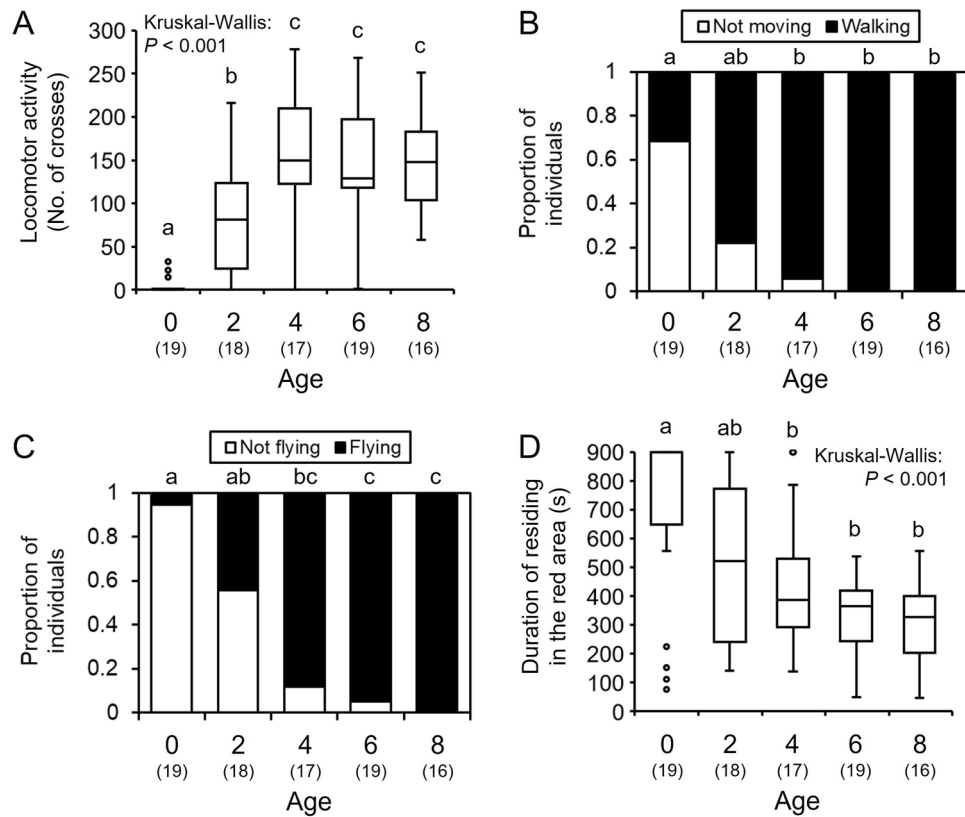 A
Kruskal-Wallis:
P < 0.001
Locomotor activity
(No. of crosses)
300
250
200
150
100
50
0
a
b
c
c
c
0 2 4 6 8
(19) (18) (17) (19) (16)
Age
B
Not moving Walking
a ab b b b
Proportion of
individuals
1
0.8
0.6
0.4
0.2
0
0 2 4 6 8
(19) (18) (17) (19) (16)
Age
C
Not flying Flying
a ab bc c c
Proportion of
individuals
1
0.8
0.6
0.4
0.2
0
0 2 4 6 8
(19) (18) (17) (19) (16)
Age
D
a ab b
Kruskal-Wallis:
P < 0.001
b b
Duration of residing
in the red area (s)
900
800
700
600
500
400
300
200
100
0
0 2 4 6 8
(19) (18) (17) (19) (16)
Age